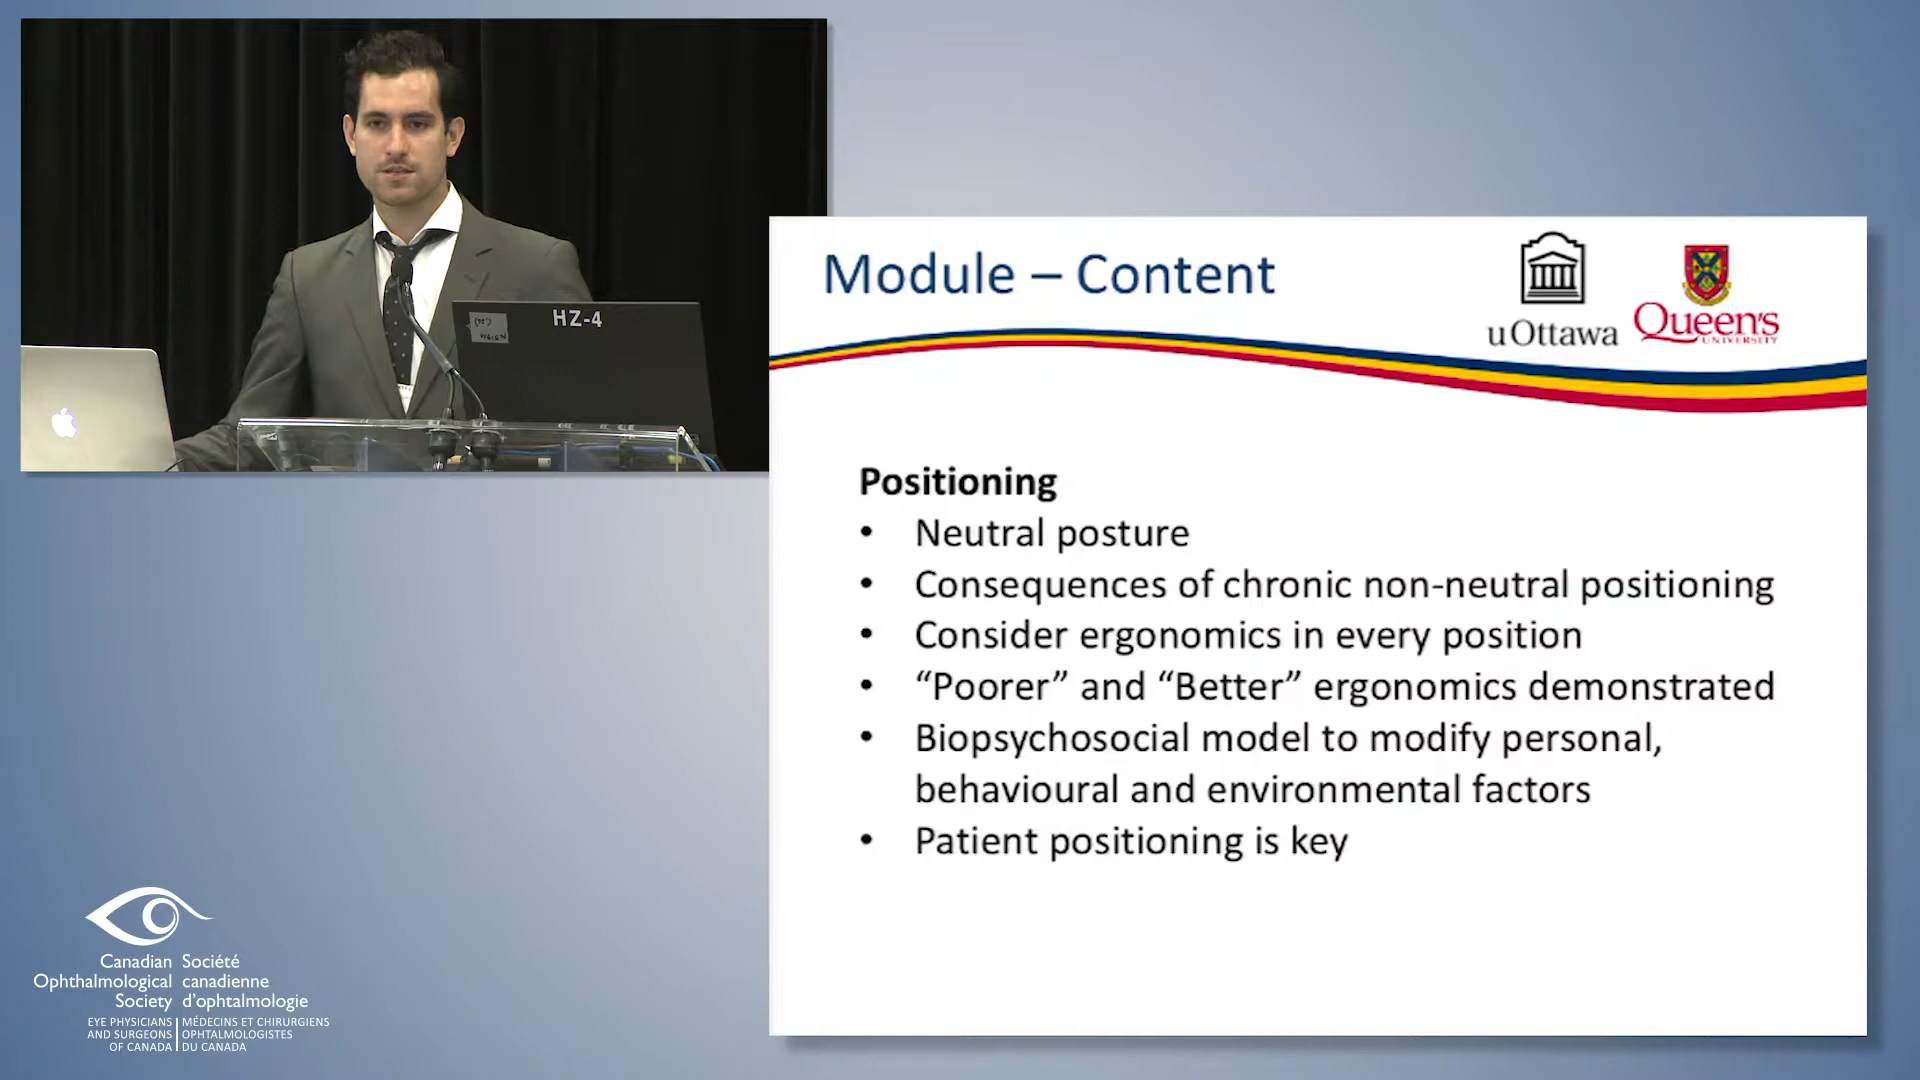 HZ-4
Module – Content
uOttawa
Queen's
UNIVERSITY
Positioning
• Neutral posture
• Consequences of chronic non-neutral positioning
• Consider ergonomics in every position
• “Poorer” and “Better” ergonomics demonstrated
• Biopsychosocial model to modify personal,
behavioural and environmental factors
• Patient positioning is key
Canadian
Ophthalmological
Society
Société
canadienne
d'ophtalmologie
EYE PHYSICIANS
AND SURGEONS
OF CANADA
MÉDECINS ET CHIRURGIENS
OPHTALMOLOGISTES
DU CANADA